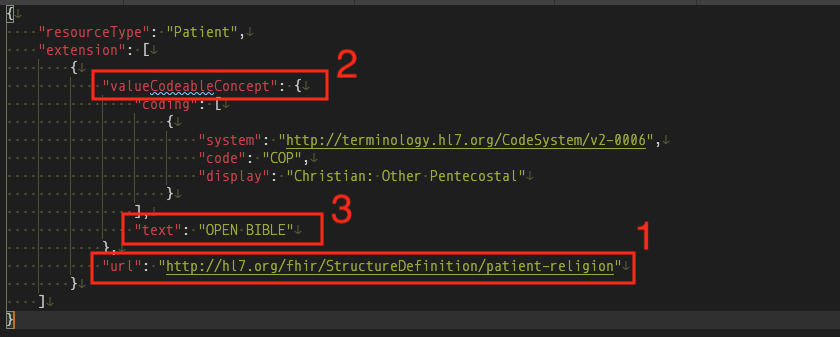 {
"resourceType": "Patient",
"extension": [
{
"valueCodeableConcept": { 2
"coding": [
{
"system": "http://terminology.hl7.org/CodeSystem/v2-0006",
"code": "COP",
"display": "Christian: Other Pentecostal"
}
],
"text": "OPEN BIBLE" 3
},
"url": "http://hl7.org/fhir/StructureDefinition/patient-religion" 1
}
]
}